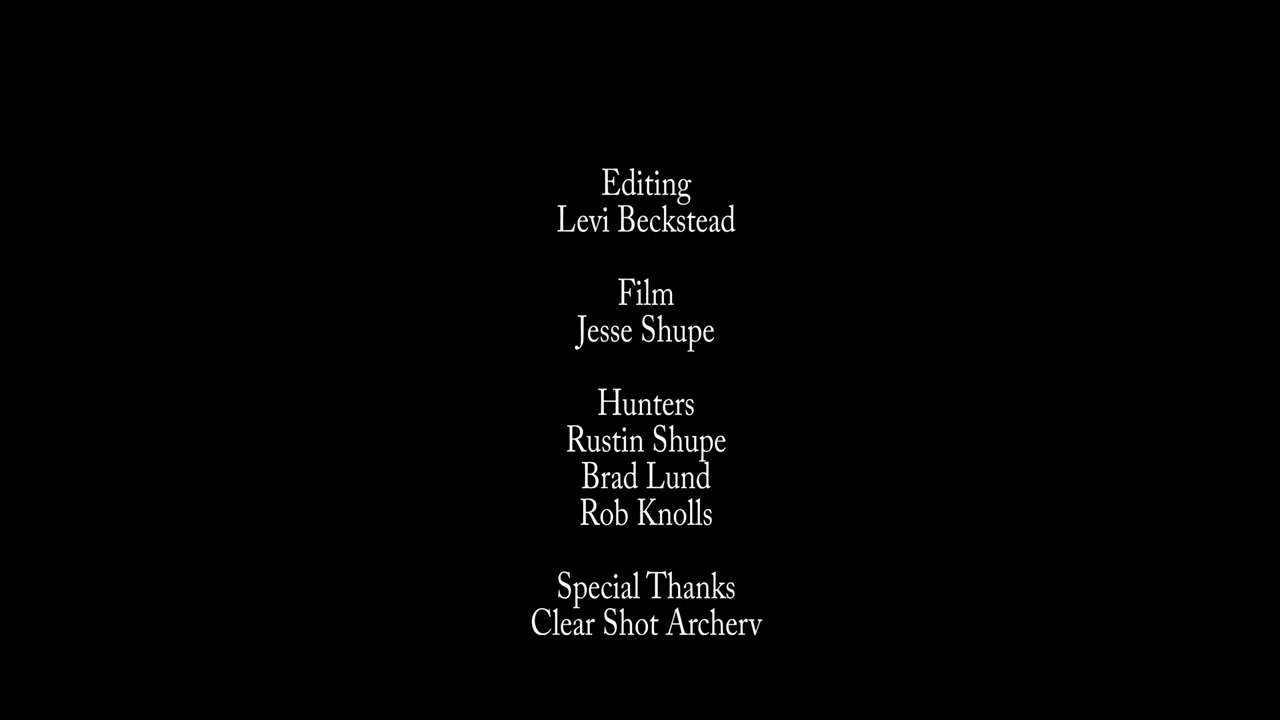 Editing
Levi Beckstead
Film
Jesse Shupe
Hunters
Rustin Shupe
Brad Lund
Rob Knolls
Special Thanks
Clear Shot Archery